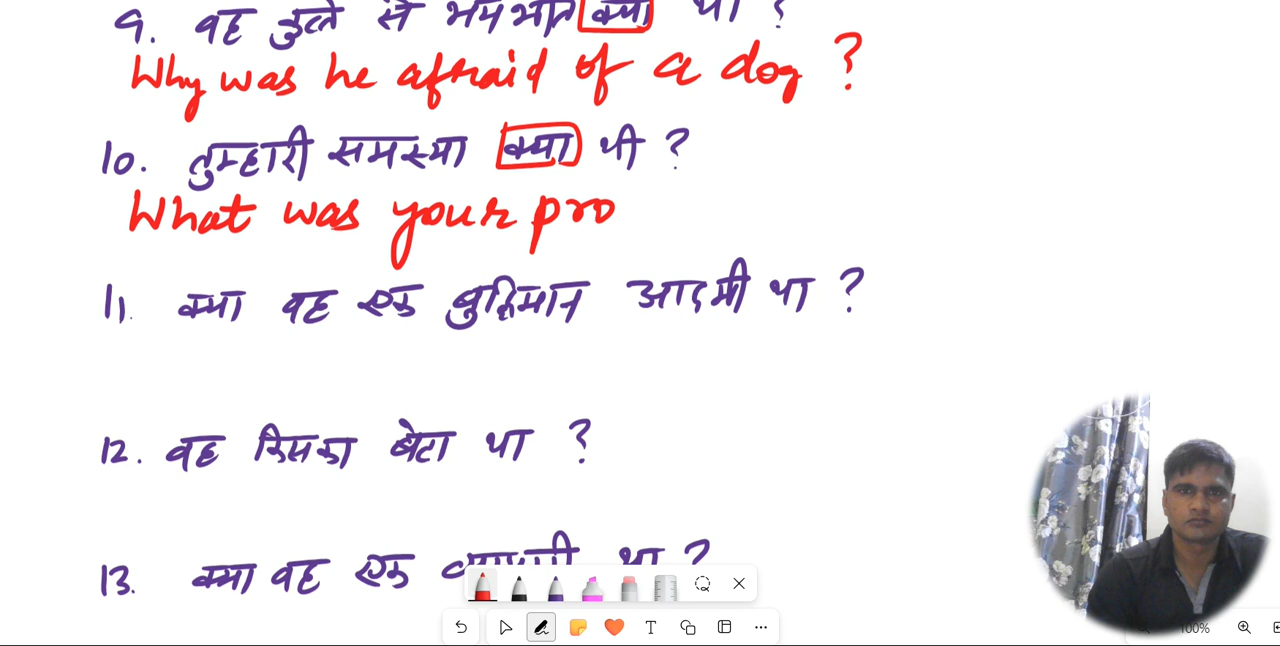 9. वह कुत्ते से भयभीत क्यों था ?
Why was he afraid of a dog ?
10. तुम्हारी समस्या क्या थी ?
What was your pro
11. क्या वह एक बुद्धिमान आदमी था ?
12. वह किसका बेटा था ?
13. क्या वह एक था ?
100%